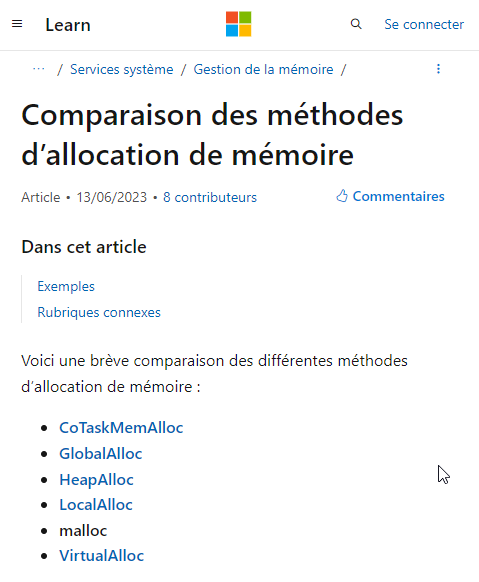 Learn
Se connecter
··· / Services système / Gestion de la mémoire /
Comparaison des méthodes
d’allocation de mémoire
Article • 13/06/2023 • 8 contributeurs
Commentaires
Dans cet article
Exemples
Rubriques connexes
Voici une brève comparaison des différentes méthodes
d’allocation de mémoire :
• CoTaskMemAlloc
• GlobalAlloc
• HeapAlloc
• LocalAlloc
• malloc
• VirtualAlloc